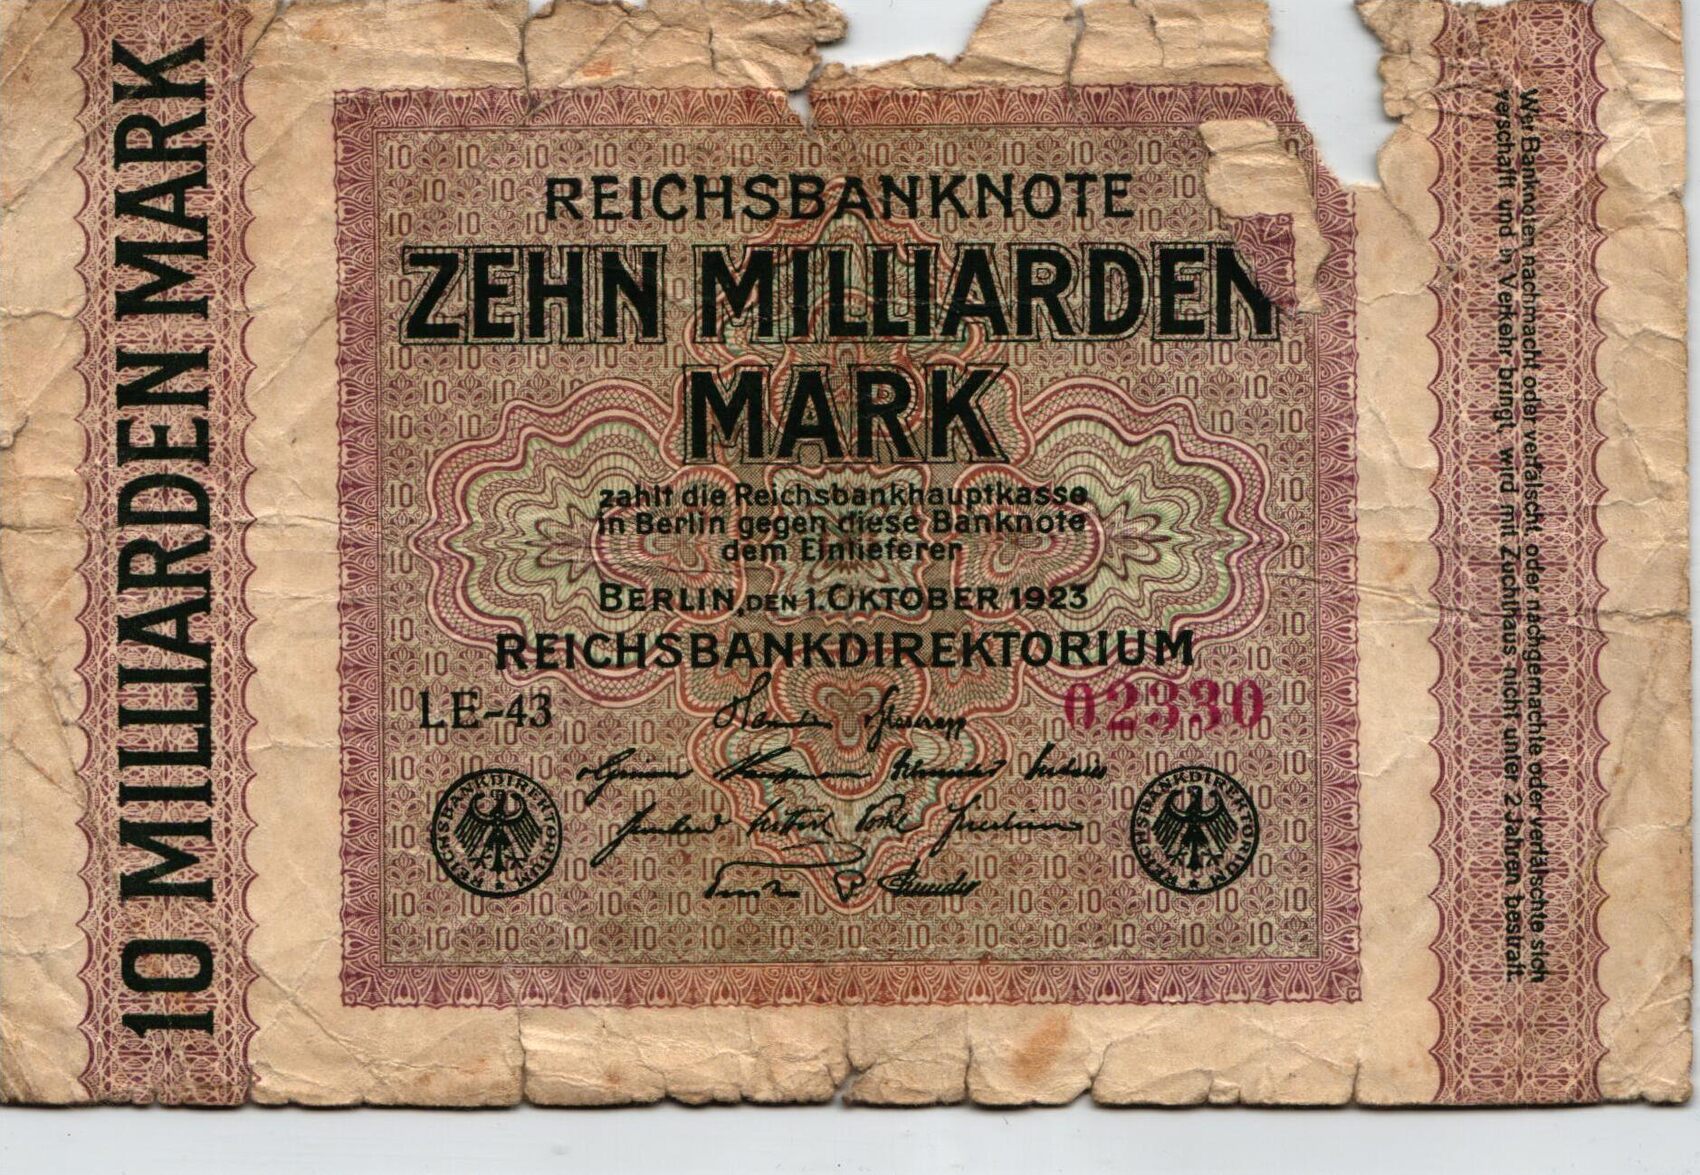 10 MILLIARDEN MARK
REICHSBANKNOTE
ZEHN MILLIARDEN
MARK
zahlt die Reichsbankhauptkasse
in Berlin gegen diese Banknote
dem Einlieferer
BERLIN, DEN 1. OKTOBER 1923
REICHSBANKDIREKTORIUM
LE-43
02330
REICHSBANKDIREKTORIUM
REICHSBANKDIREKTORIUM
Wer Banknoten nachmacht oder verfälscht, oder nachgemachte oder verfälschte sich
verschafft und in Verkehr bringt, wird mit Zuchthaus nicht unter 2 Jahren bestraft.